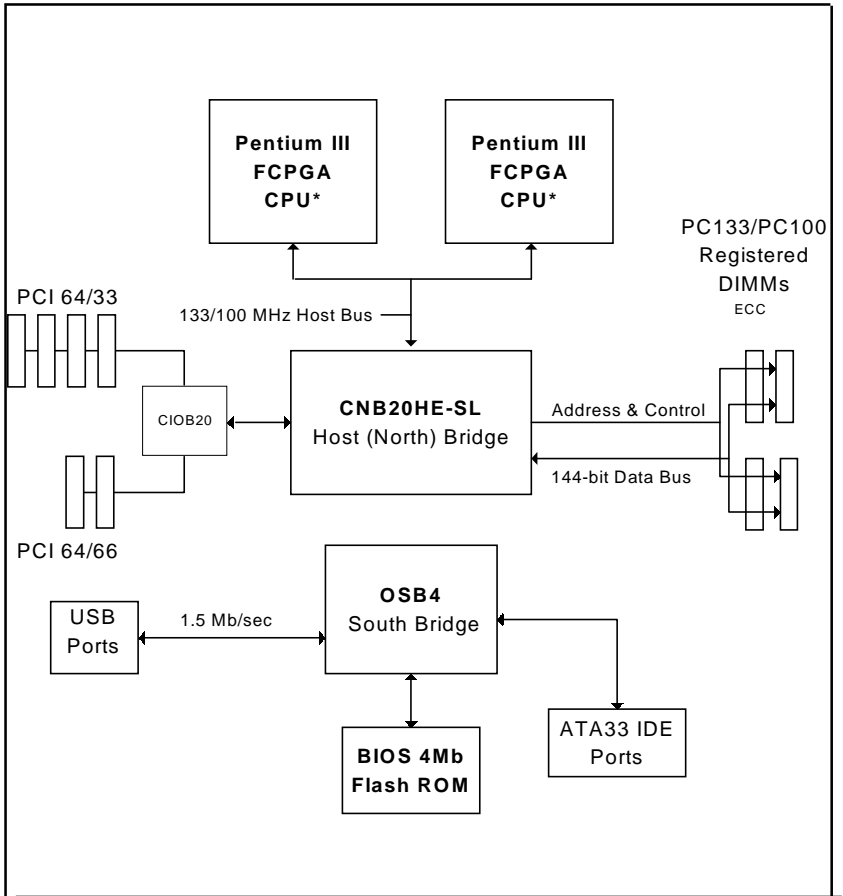 Pentium III
FCPGA
CPU*
Pentium III
FCPGA
CPU*
PC133/PC100
Registered
DIMMs
ECC
PCI 64/33
133/100 MHz Host Bus
CIOB20
CNB20HE-SL
Host (North) Bridge
Address & Control
144-bit Data Bus
PCI 64/66
OSB4
South Bridge
USB
Ports
1.5 Mb/sec
ATA33 IDE
Ports
BIOS 4Mb
Flash ROM